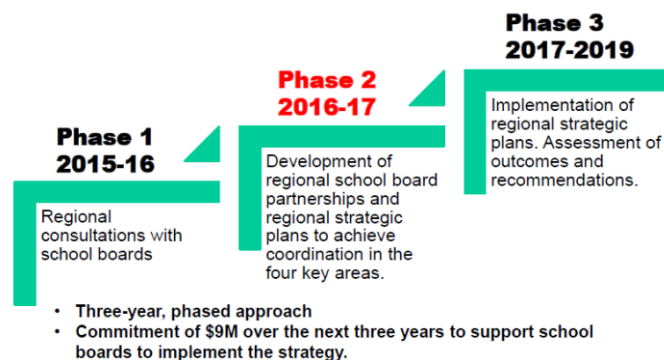 Phase 1
2015-16
Regional
consultations with
school boards
Phase 2
2016-17
Development of
regional school board
partnerships and
regional strategic
plans to achieve
coordination in the
four key areas.
Phase 3
2017-2019
Implementation of
regional strategic
plans. Assessment of
outcomes and
recommendations.
• Three-year, phased approach
• Commitment of $9M over the next three years to support school
boards to implement the strategy.